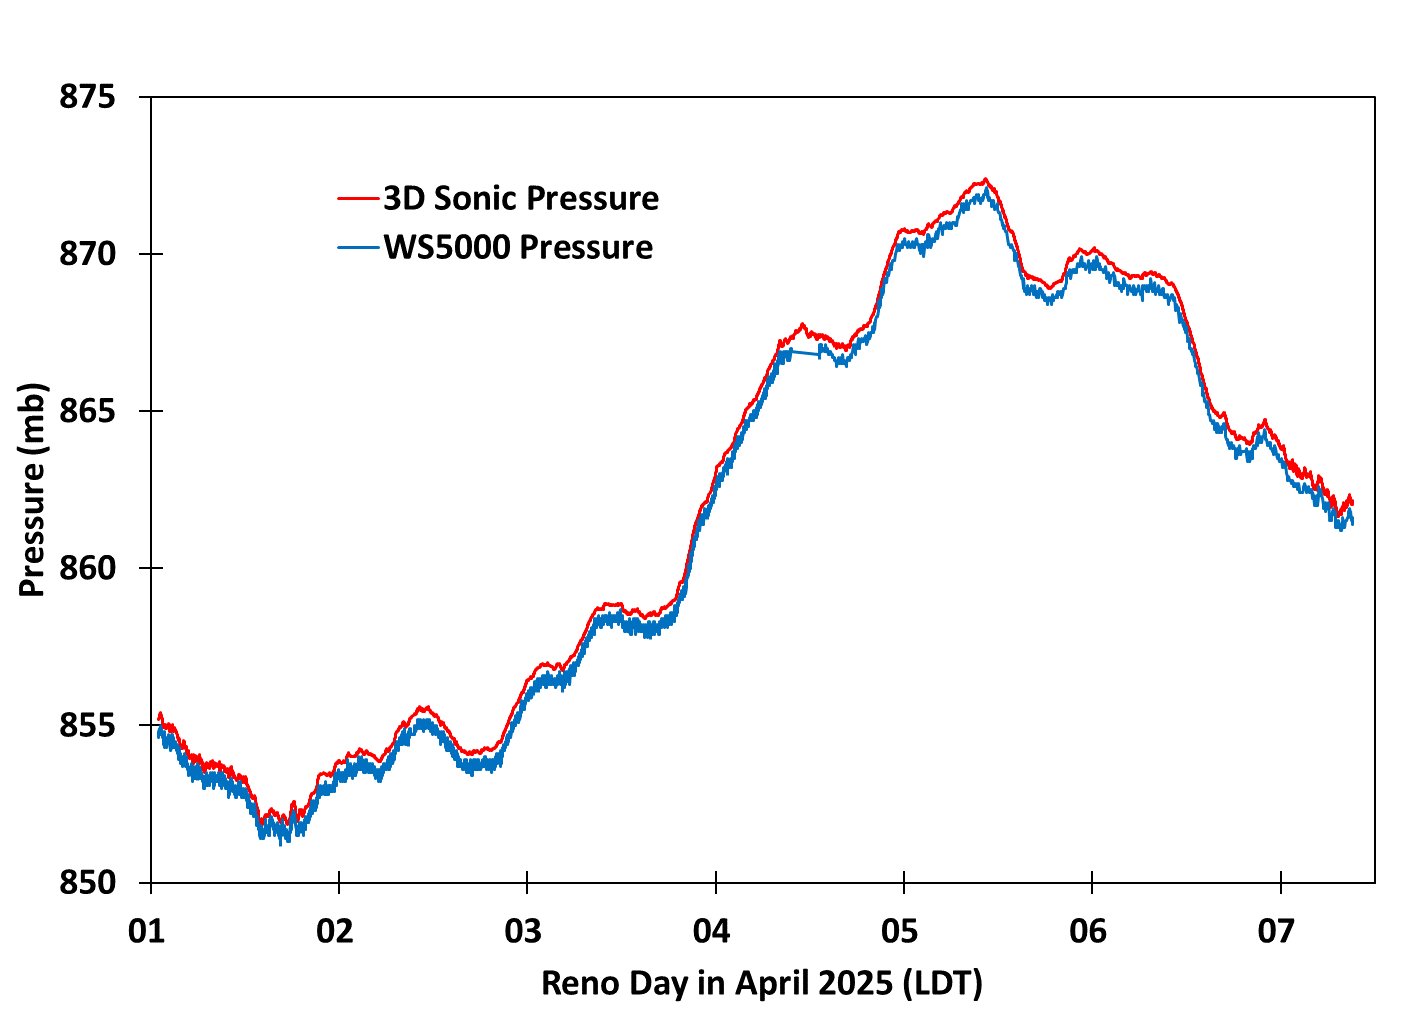 875
870
865
860
855
850
Pressure (mb)
3D Sonic Pressure
WS5000 Pressure
01 02 03 04 05 06 07
Reno Day in April 2025 (LDT)